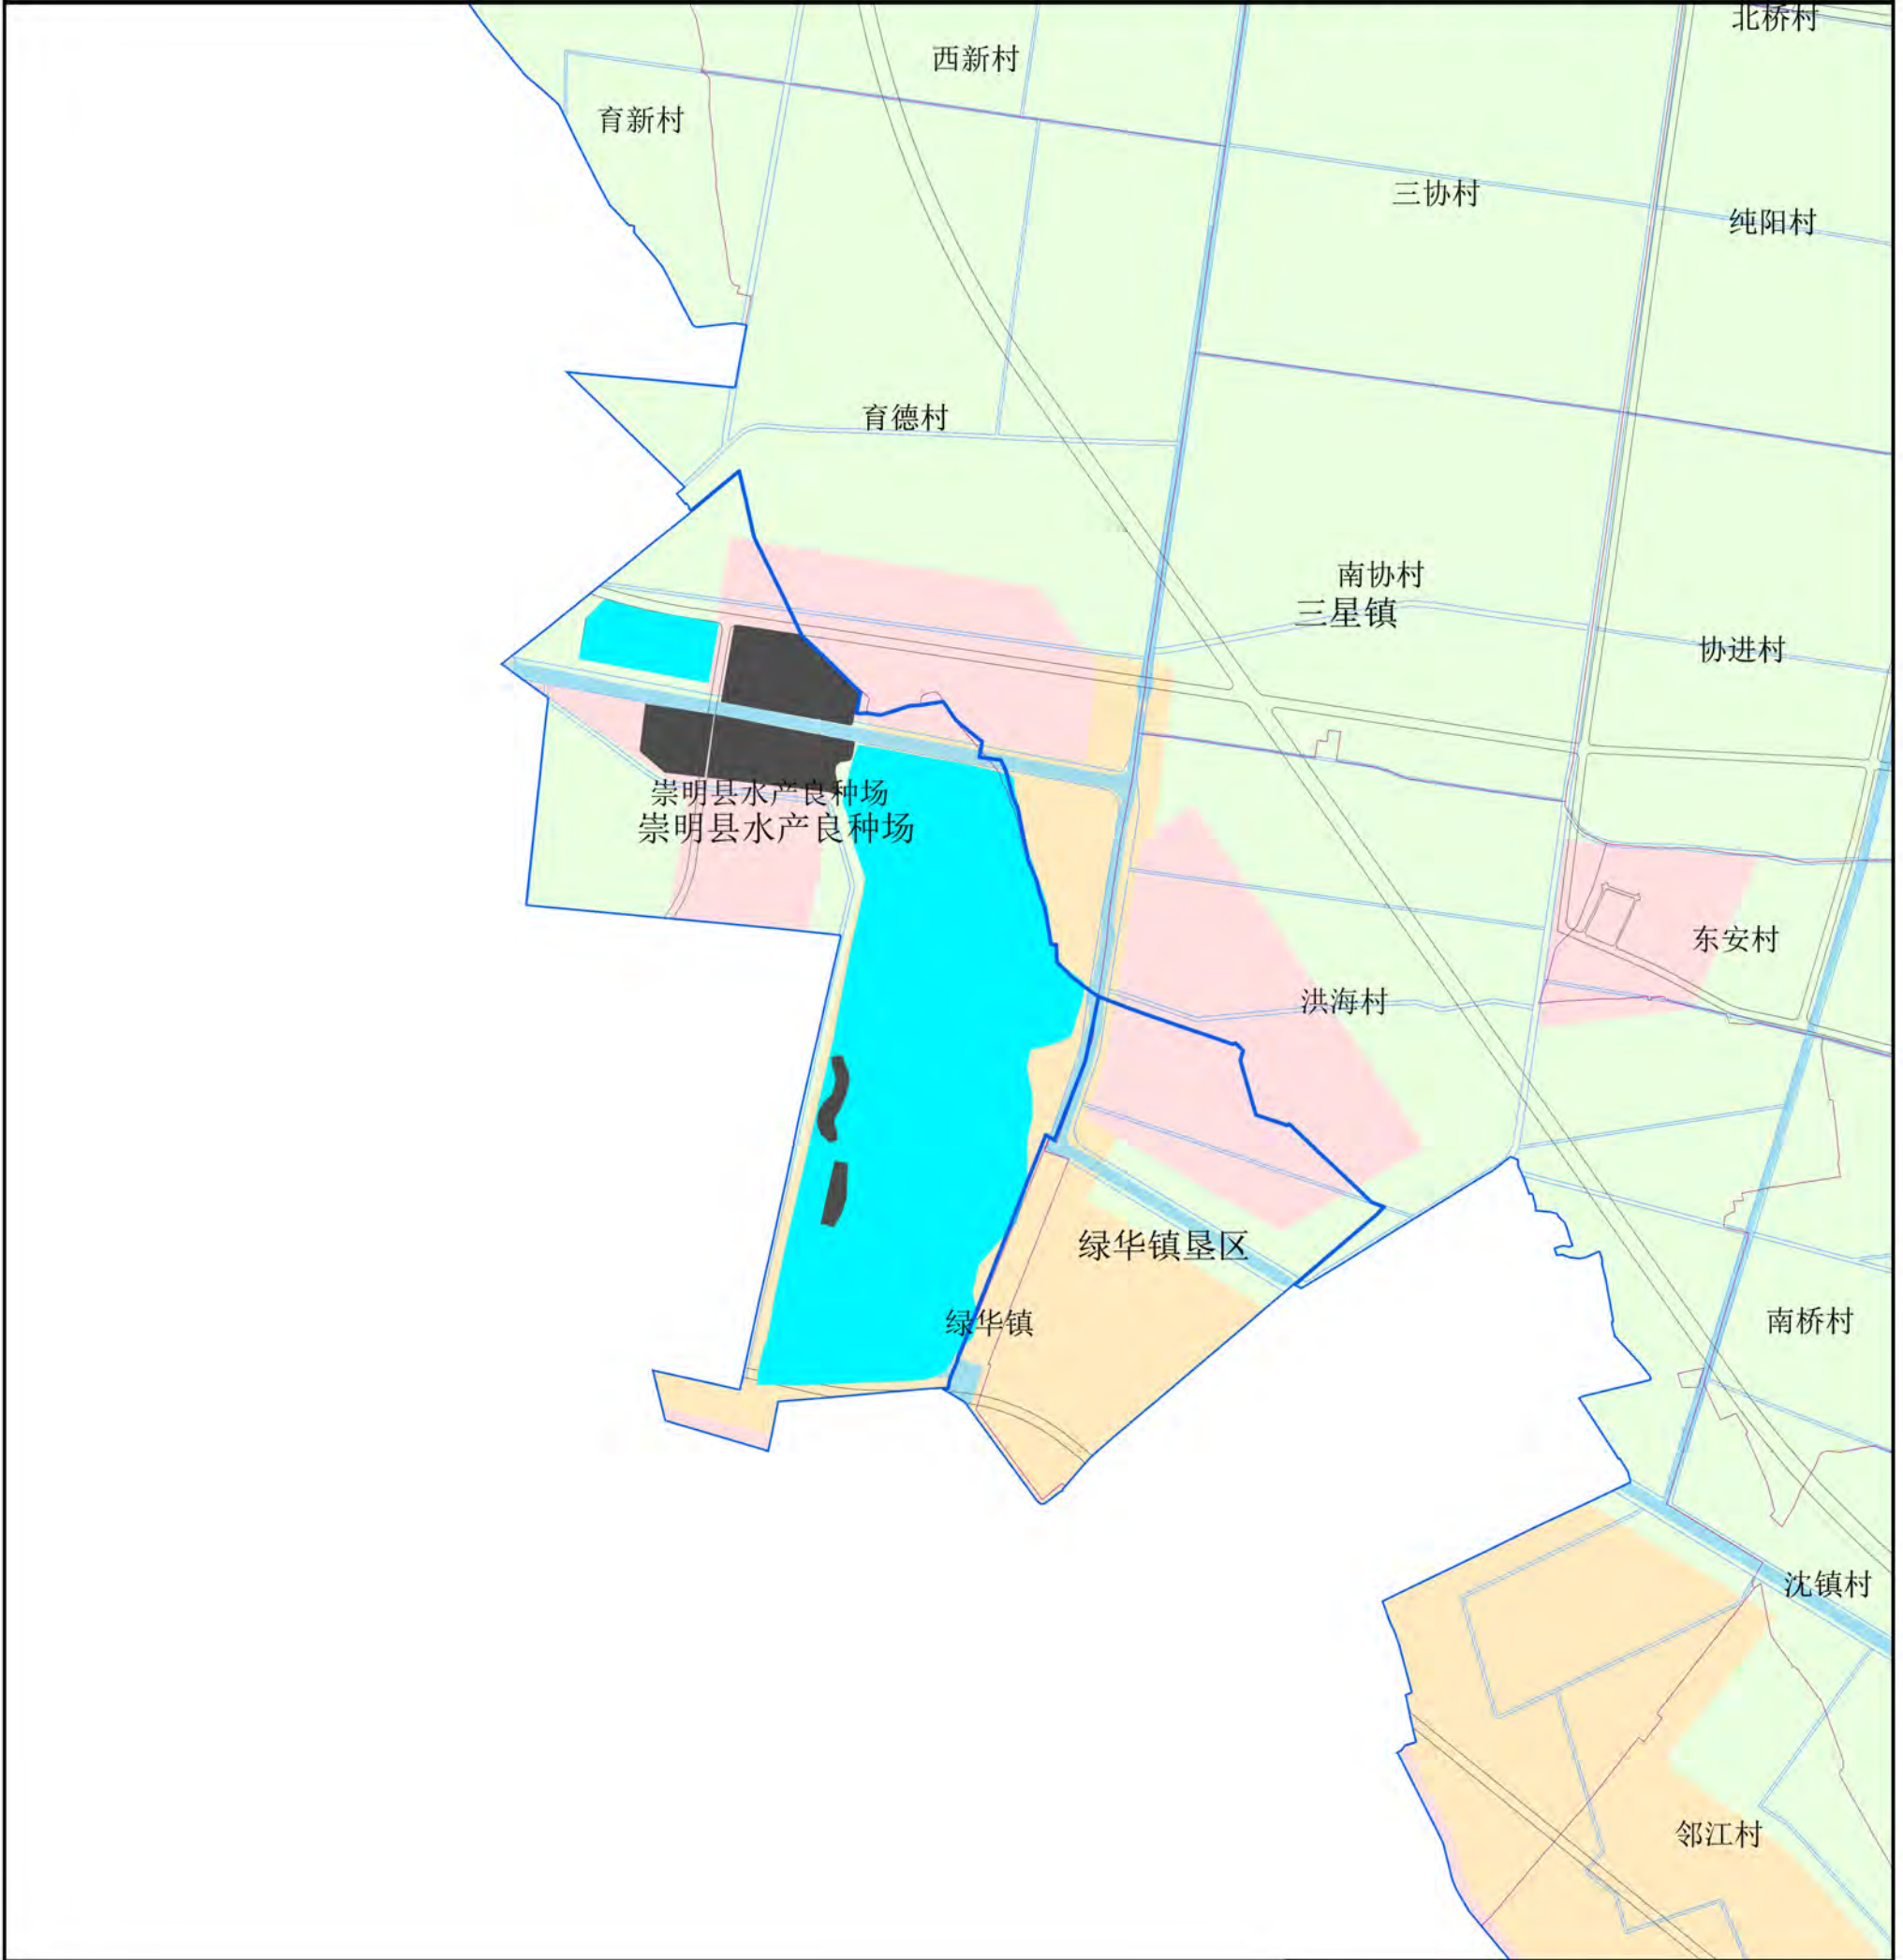 北桥村
西新村
育新村
三协村
纯阳村
育德村
南协村
三星镇
协进村
崇明县水产良种场
崇明县水产良种场
东安村
洪海村
绿华镇垦区
绿华镇
南桥村
沈镇村
邻江村